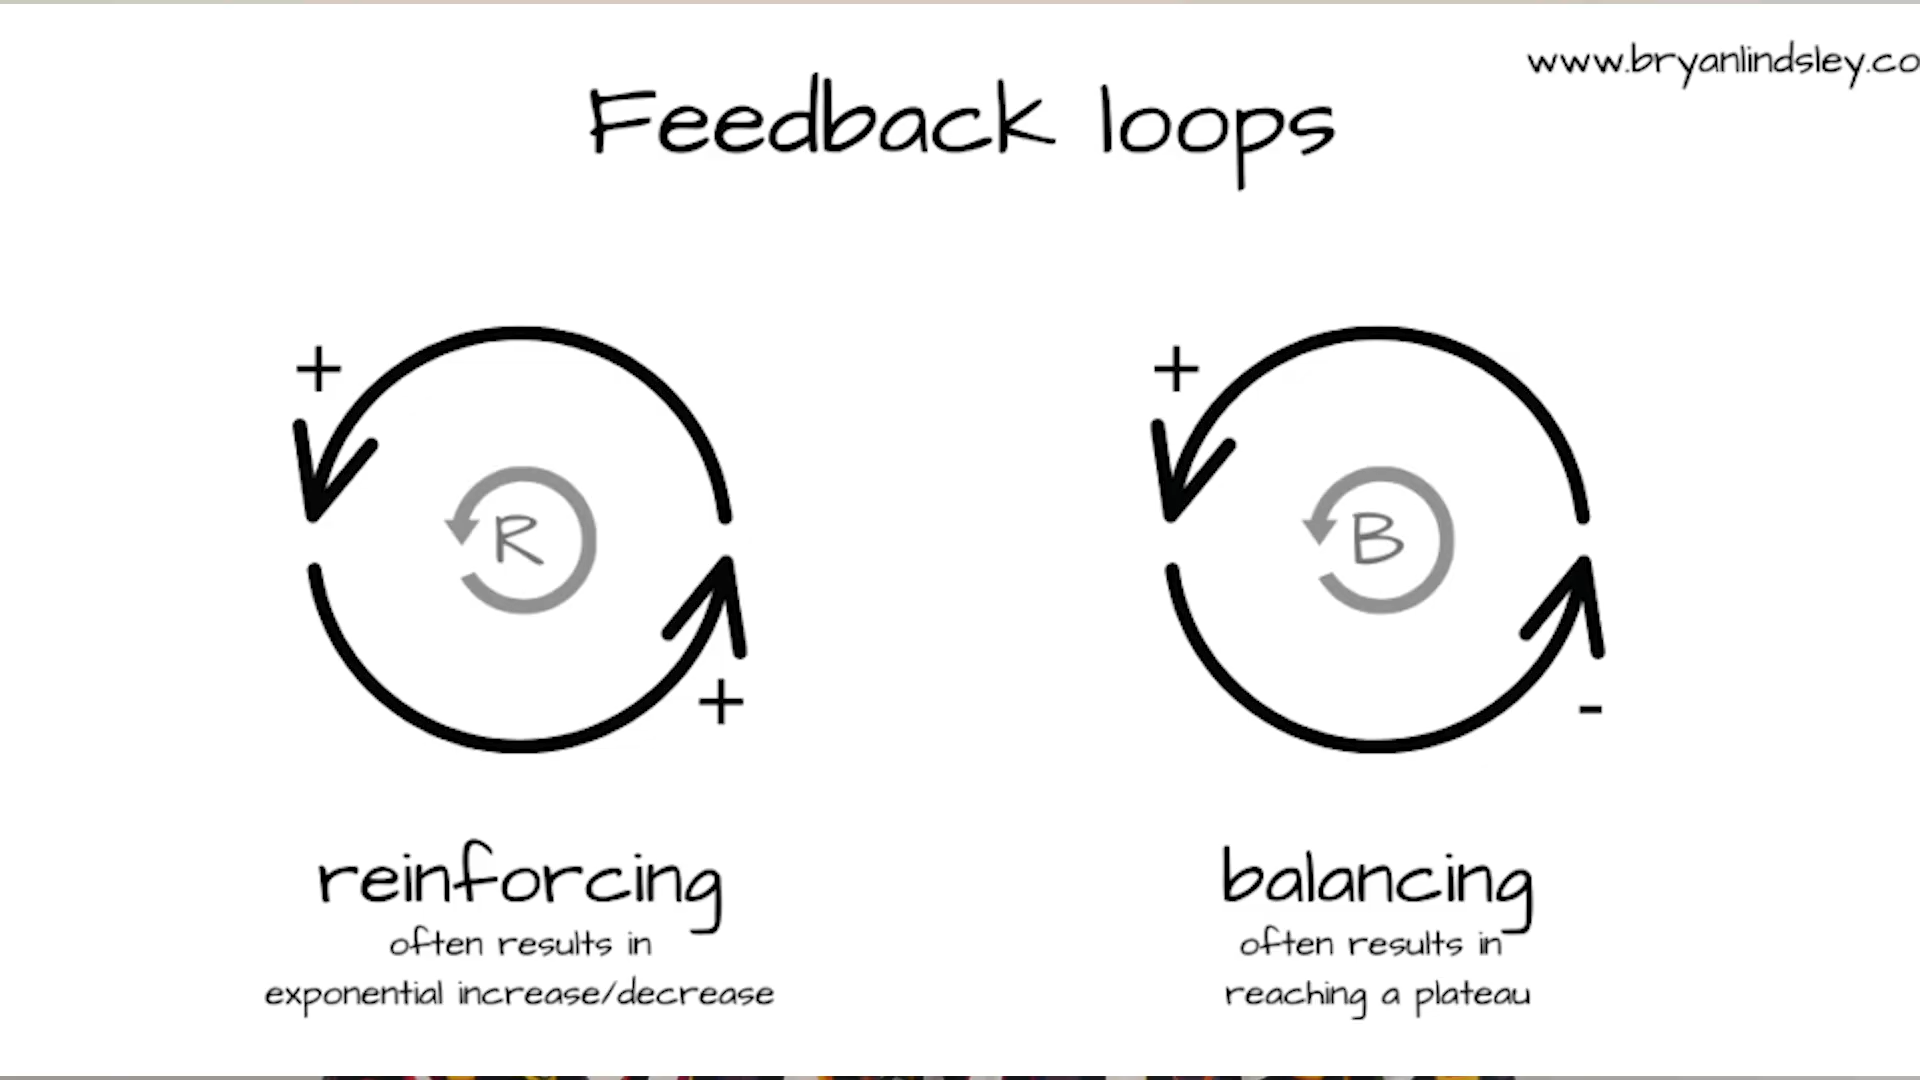 www.bryanlindsley.co
Feedback loops
+
+
R
B
+
-
reinforcing
often results in
exponential increase/decrease
balancing
often results in
reaching a plateau